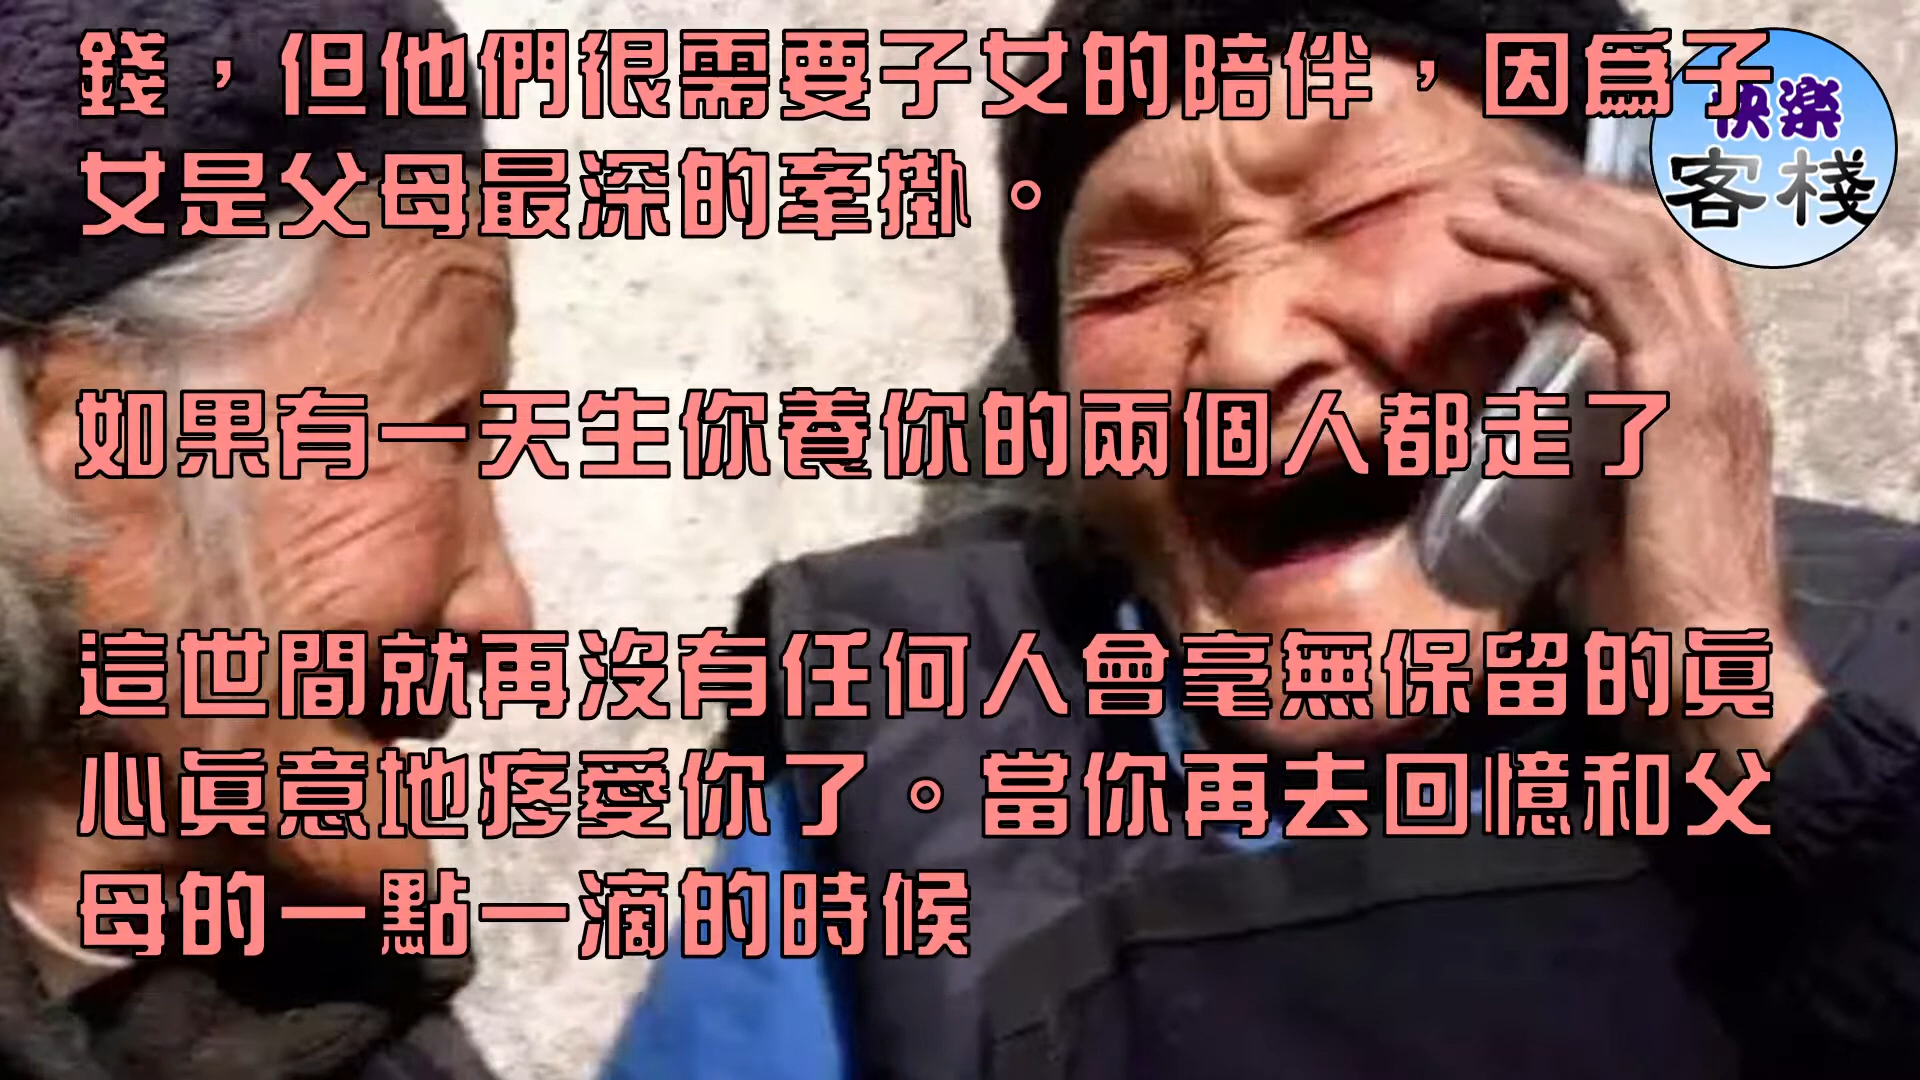 錢，但他們很需要子女的陪伴，因爲子
女是父母最深的牽掛。
如果有一天生你養你的兩個人都走了
這世間就再沒有任何人會毫無保留的眞
心眞意地疼愛你了。當你再去回憶和父
母的一點一滴的時候
快樂
客棧